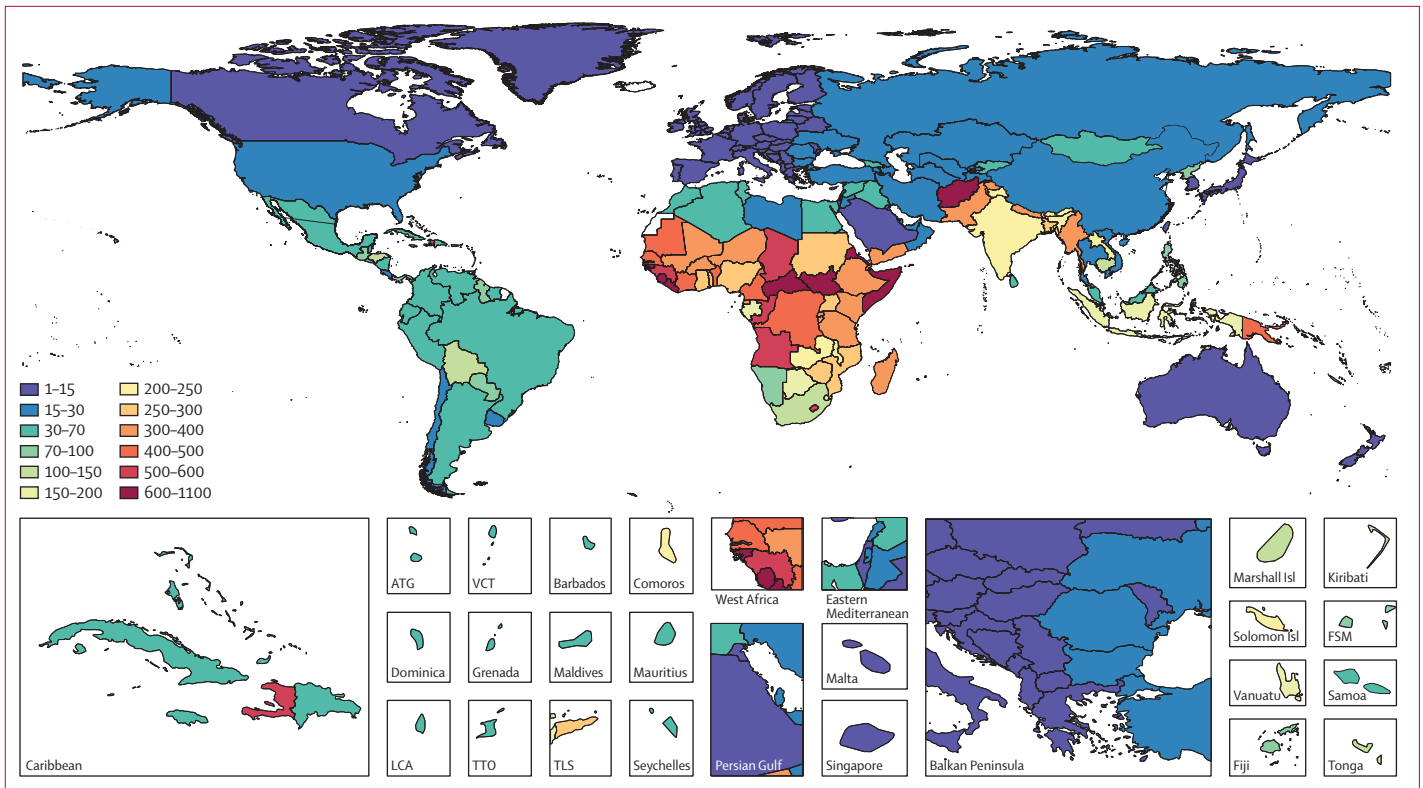 1–15
15–30
30–70
70–100
100–150
150–200
200–250
250–300
300–400
400–500
500–600
600–1100
Caribbean
ATG
VCT
Barbados
Comoros
Dominica
Grenada
Maldives
Mauritius
LCA
TTO
TLS
Seychelles
West Africa
Eastern
Mediterranean
Persian Gulf
Malta
Singapore
Balkan Peninsula
Marshall Isl
Kiribati
Solomon Isl
FSM
Vanuatu
Samoa
Fiji
Tonga